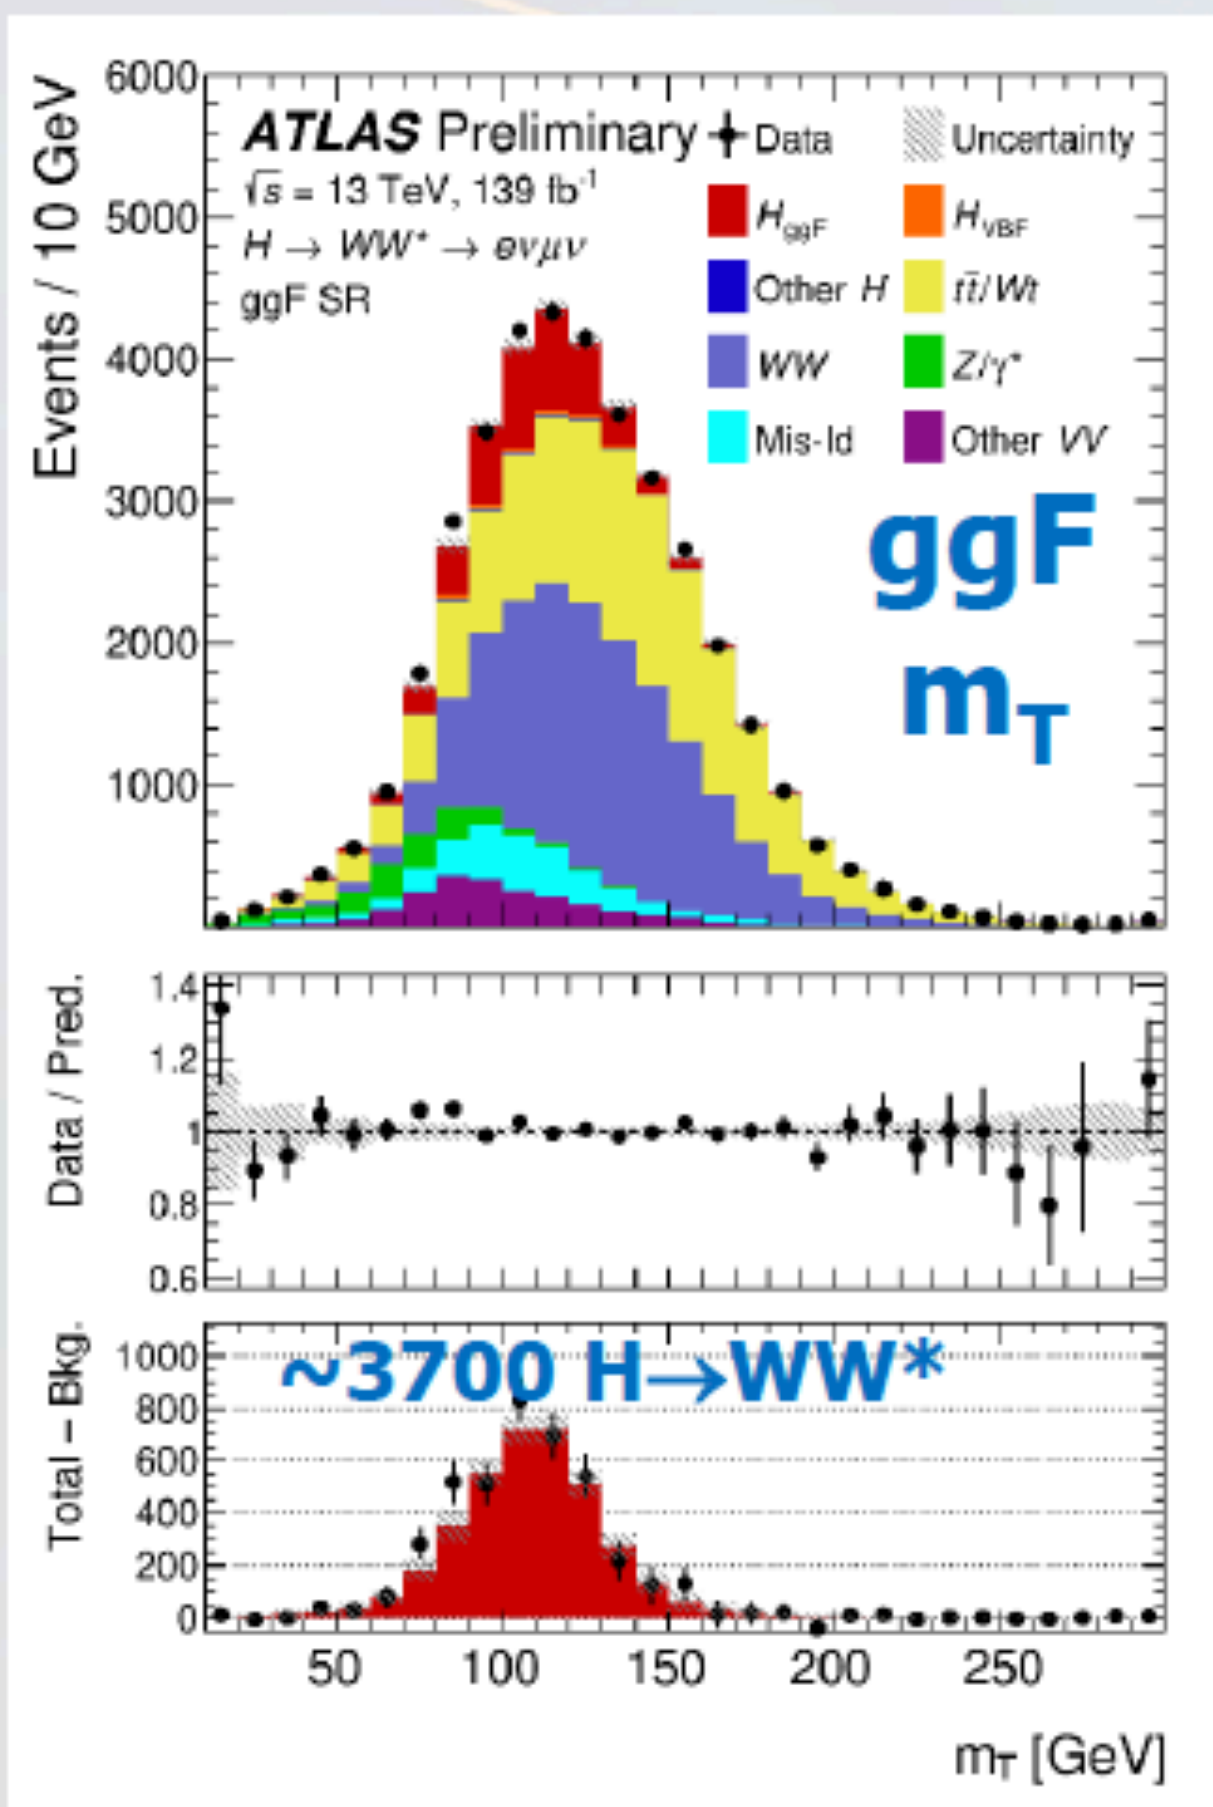 Events / 10 GeV
6000
5000
4000
3000
2000
1000
ATLAS Preliminary
√s = 13 TeV, 139 fb⁻¹
H → WW* → eνμν
ggF SR
Data
Uncertainty
H_ggF
H_VBF
Other H
tt̄/Wt
WW
Z/γ*
Mis-Id
Other VV
ggF
m_T
Data / Pred.
1.4
1.2
1
0.8
0.6
Total – Bkg.
1000
800
600
400
200
0
~3700 H→WW*
50 100 150 200 250
m_T [GeV]